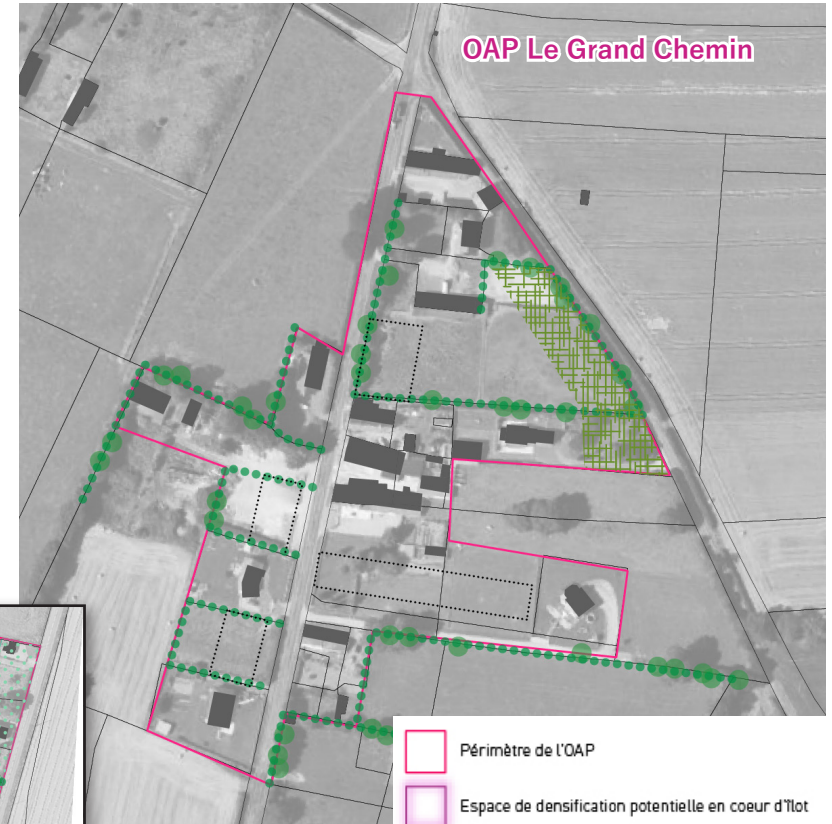 OAP Le Grand Chemin
Périmètre de l'OAP
Espace de densification potentielle en coeur d'îlot